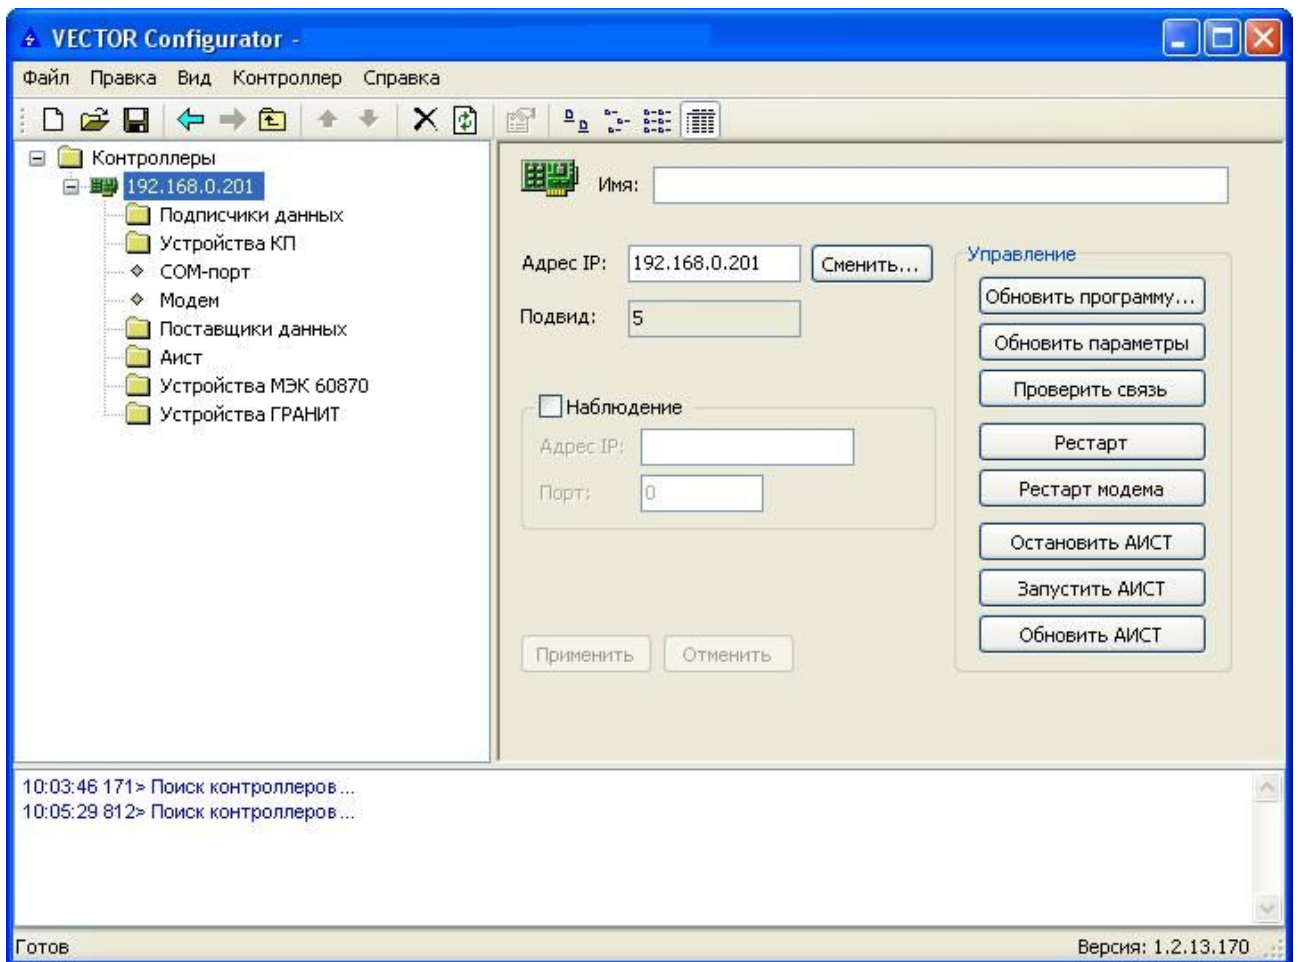 VECTOR Configurator -
Файл Правка Вид Контроллер Справка
Контроллеры
192.168.0.201
Подписчики данных
Устройства КП
COM-порт
Модем
Поставщики данных
Аист
Устройства МЭК 60870
Устройства ГРАНИТ
Имя:
Адрес IP: 192.168.0.201 Сменить...
Подвид: 5
Наблюдение
Адрес IP:
Порт: 0
Применить Отменить
Управление
Обновить программу...
Обновить параметры
Проверить связь
Рестарт
Рестарт модема
Остановить АИСТ
Запустить АИСТ
Обновить АИСТ
10:03:46 171> Поиск контроллеров...
10:05:29 812> Поиск контроллеров...
Готов Версия: 1.2.13.170